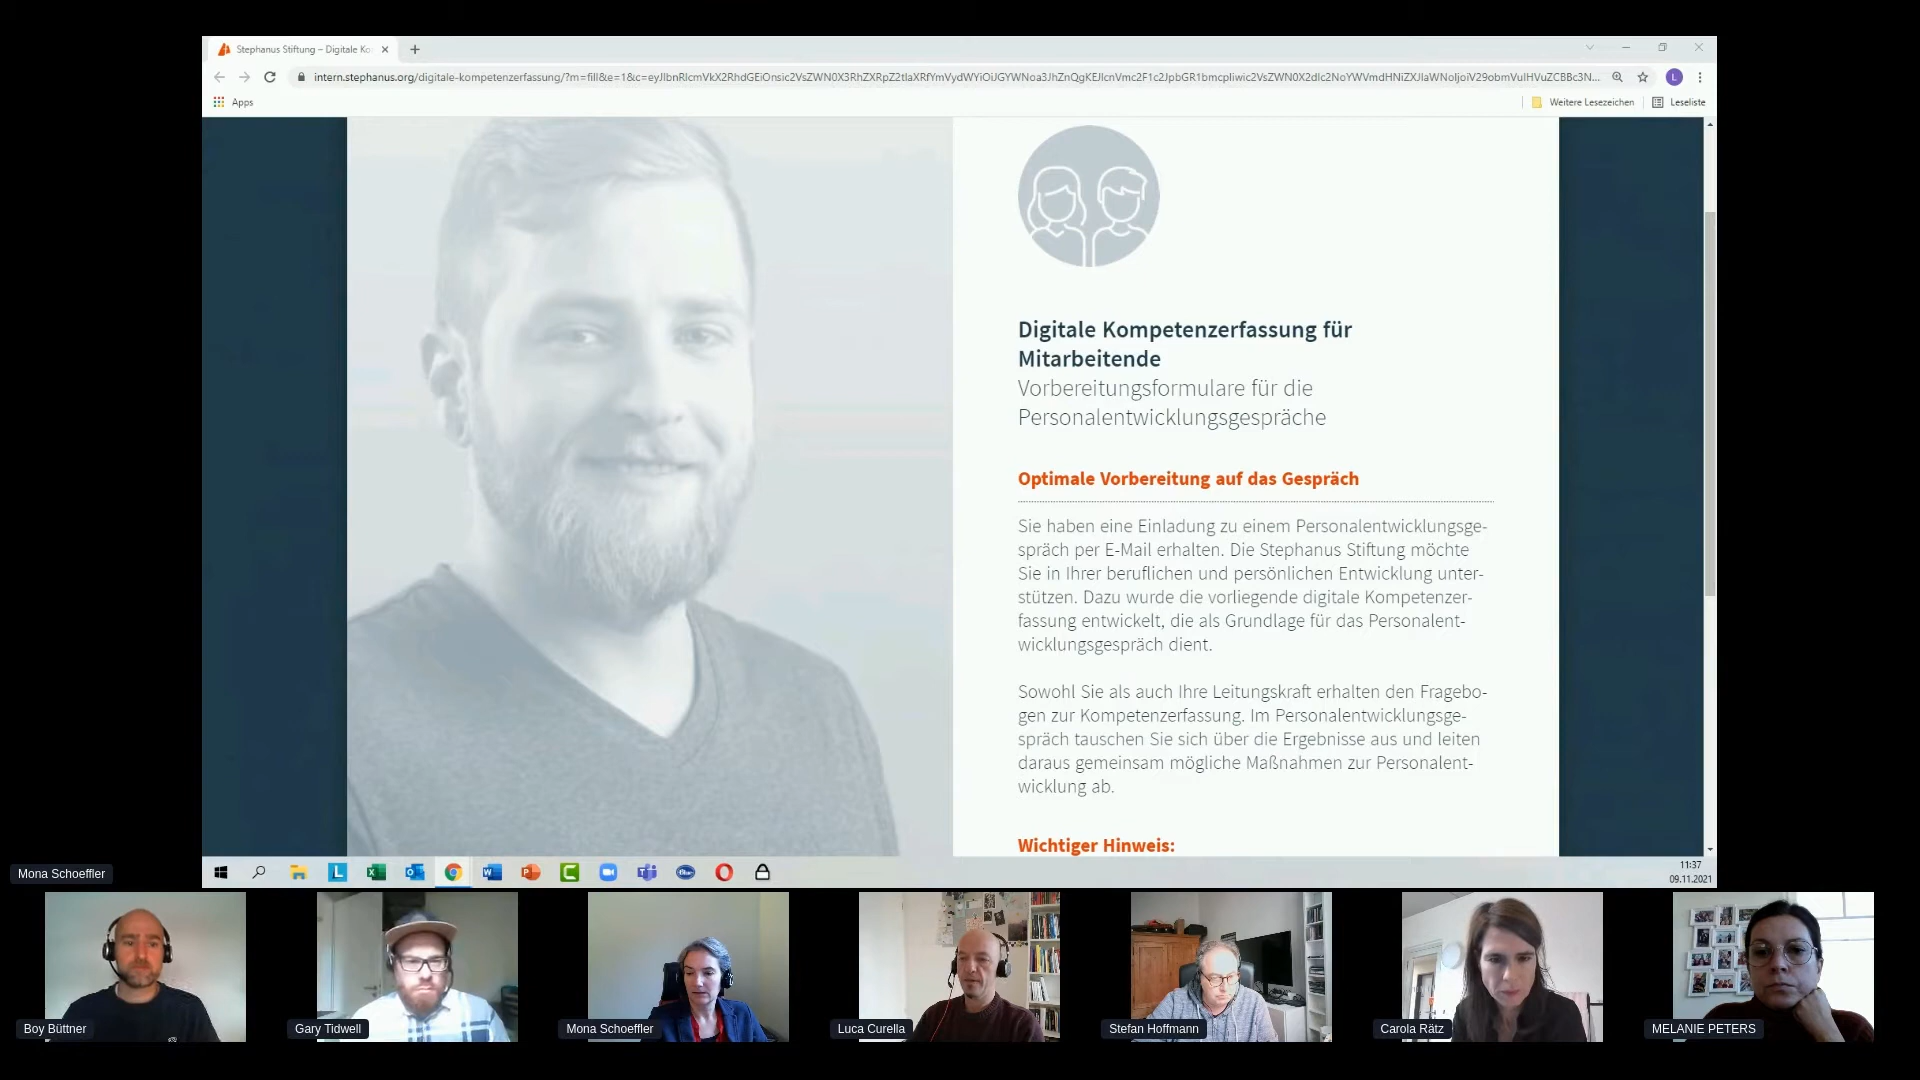 Stephanus Stiftung – Digitale Ko
Apps
Weitere Lesezeichen
Leseliste
Digitale Kompetenzerfassung für
Mitarbeitende
Vorbereitungsformulare für die
Personalentwicklungsgespräche
Optimale Vorbereitung auf das Gespräch
Sie haben eine Einladung zu einem Personalentwicklungsge-
spräch per E-Mail erhalten. Die Stephanus Stiftung möchte
Sie in Ihrer beruflichen und persönlichen Entwicklung unter-
stützen. Dazu wurde die vorliegende digitale Kompetenzer-
fassung entwickelt, die als Grundlage für das Personalent-
wicklungsgespräch dient.
Sowohl Sie als auch Ihre Leitungskraft erhalten den Fragebo-
gen zur Kompetenzerfassung. Im Personalentwicklungsge-
spräch tauschen Sie sich über die Ergebnisse aus und leiten
daraus gemeinsam mögliche Maßnahmen zur Personalent-
wicklung ab.
Wichtiger Hinweis:
11:37
09.11.2021
Mona Schoeffler
Boy Büttner
Gary Tidwell
Mona Schoeffler
Luca Curella
Stefan Hoffmann
Carola Rätz
MELANIE PETERS